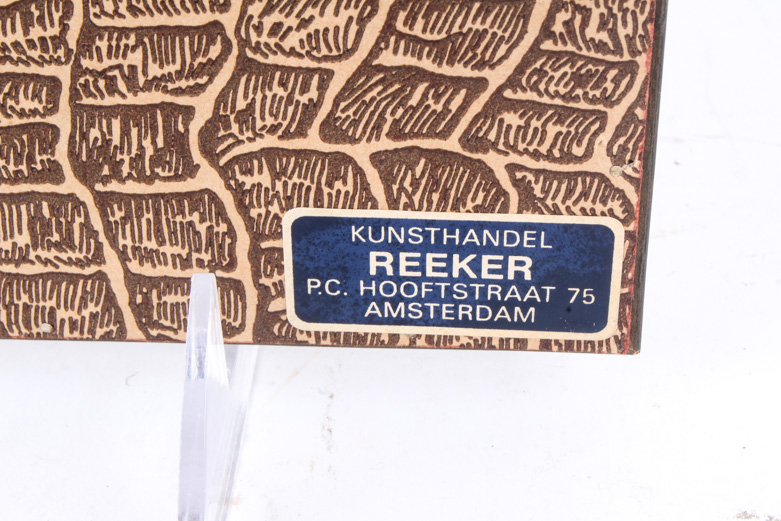 KUNSTHANDEL
REEKER
P.C. HOOFTSTRAAT 75
AMSTERDAM